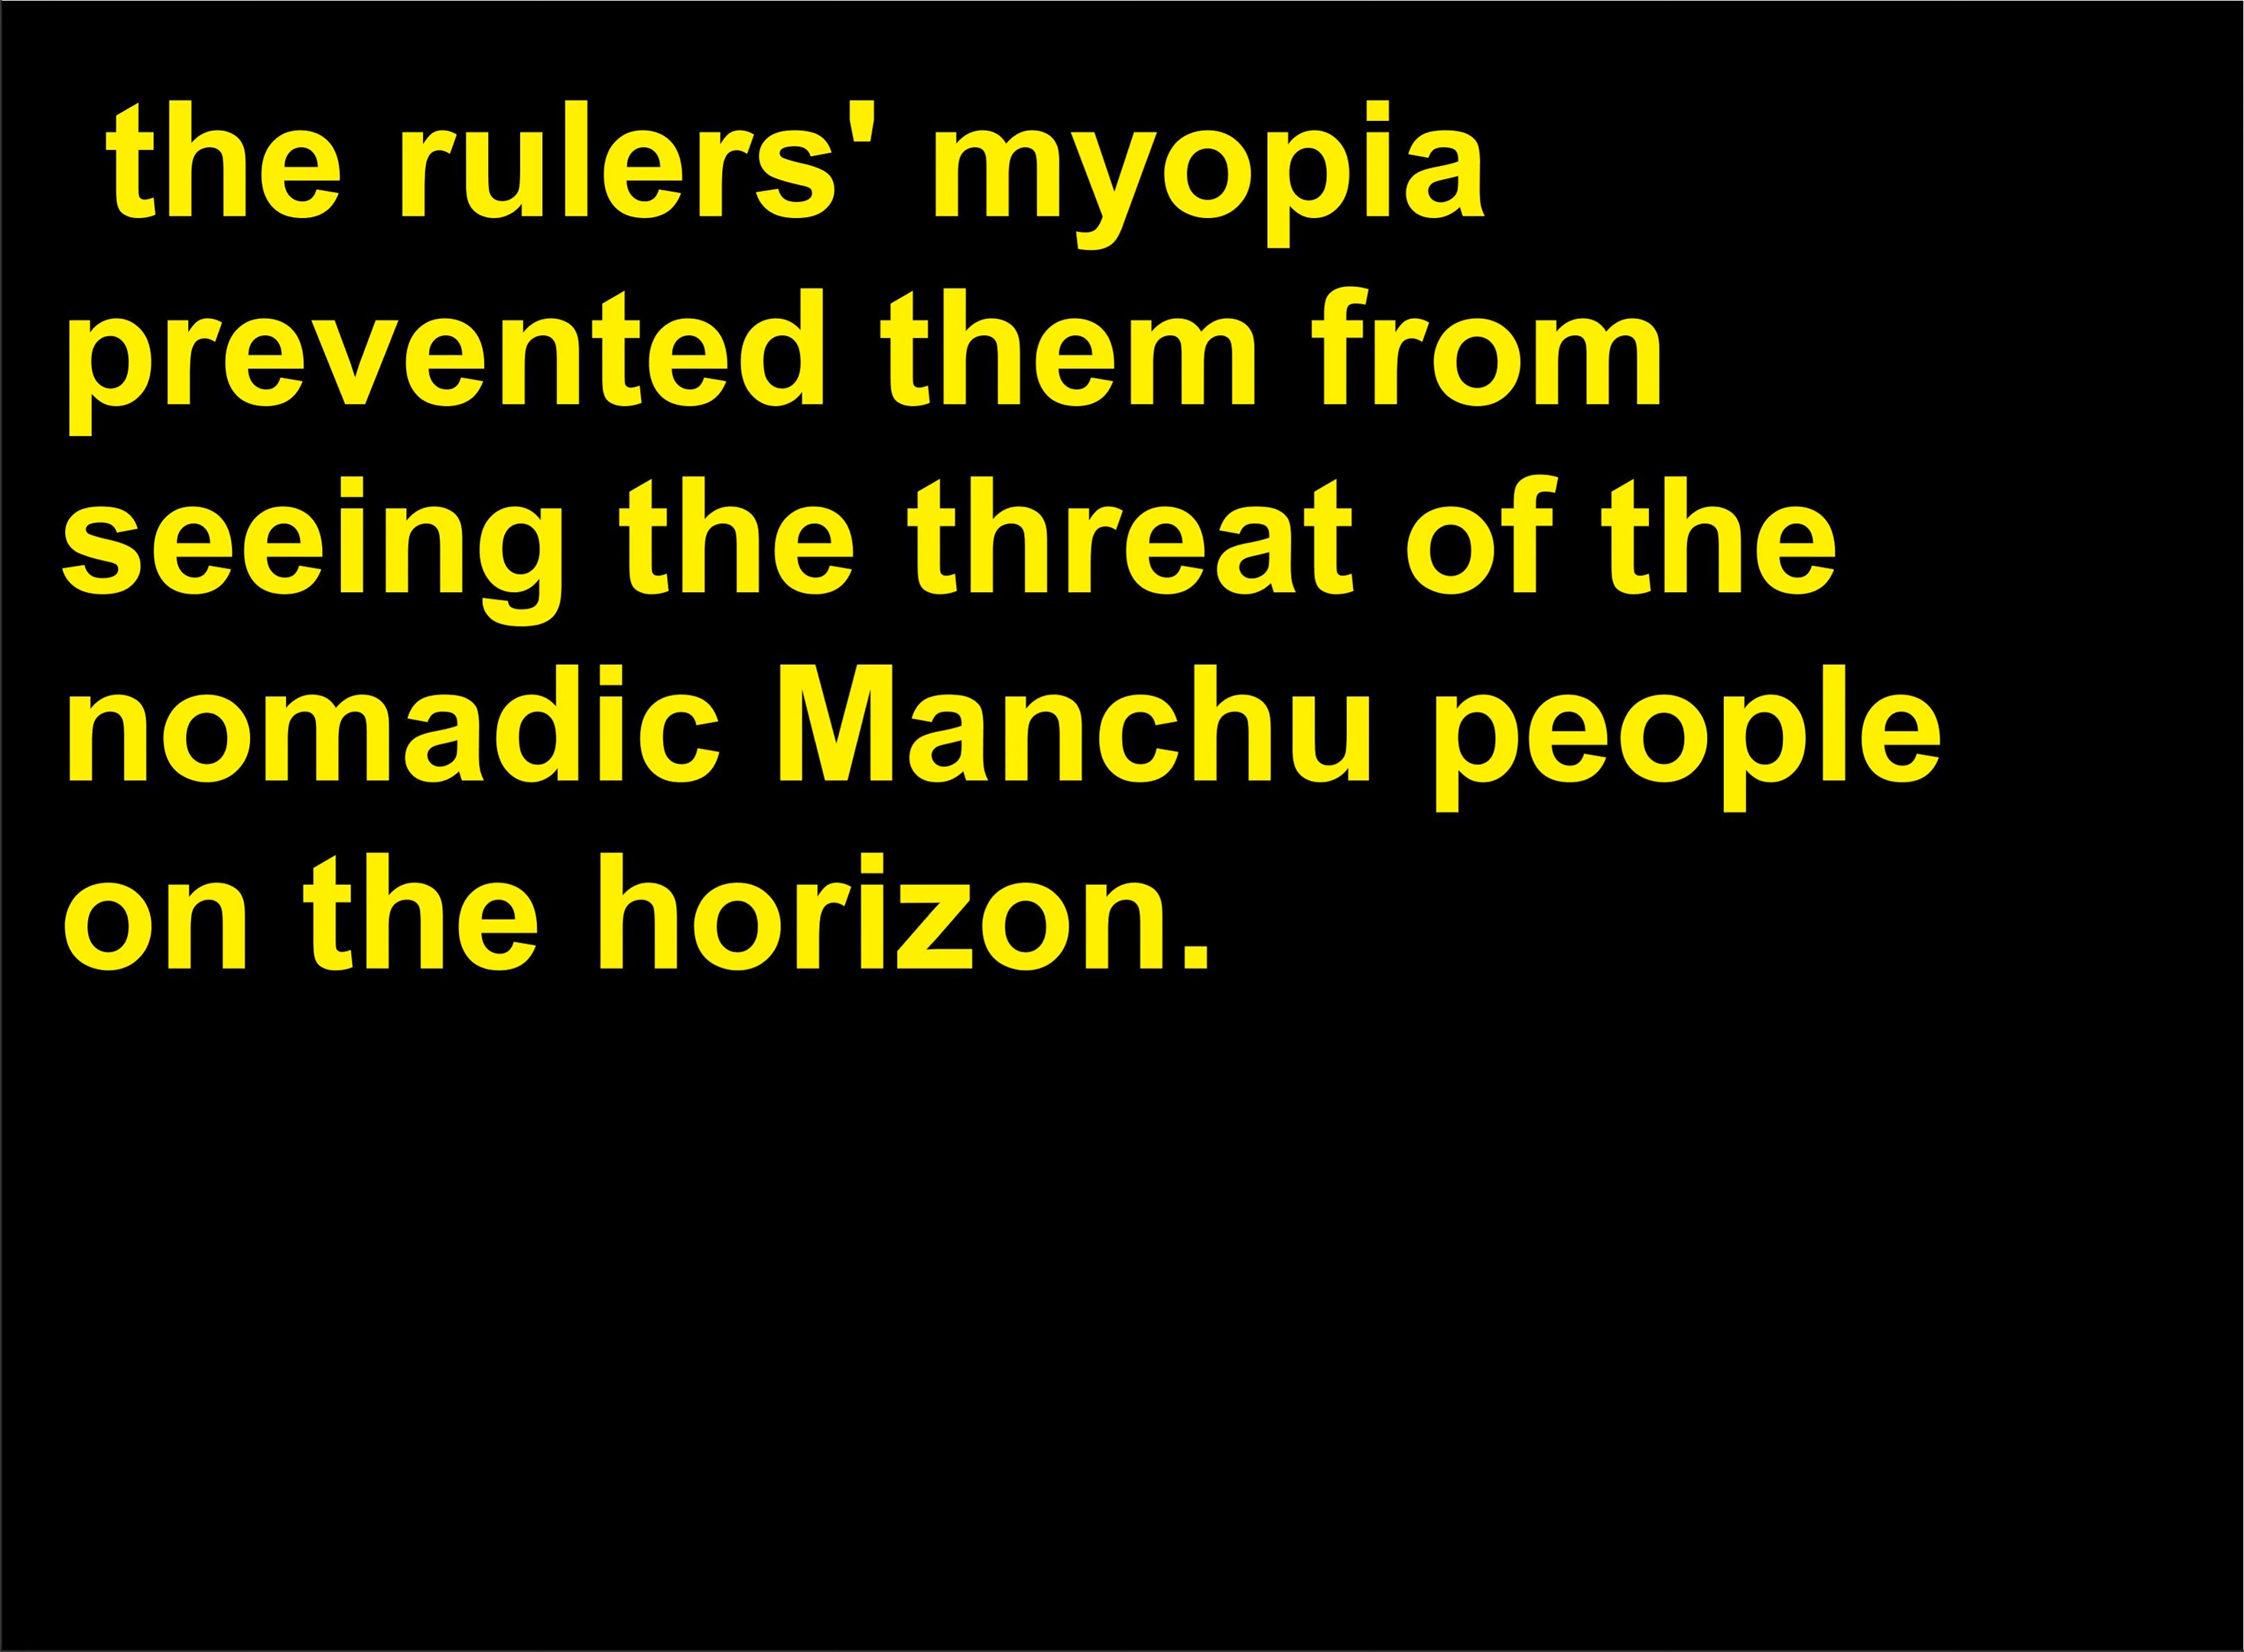 the rulers' myopia
prevented them from
seeing the threat of the
nomadic Manchu people
on the horizon.